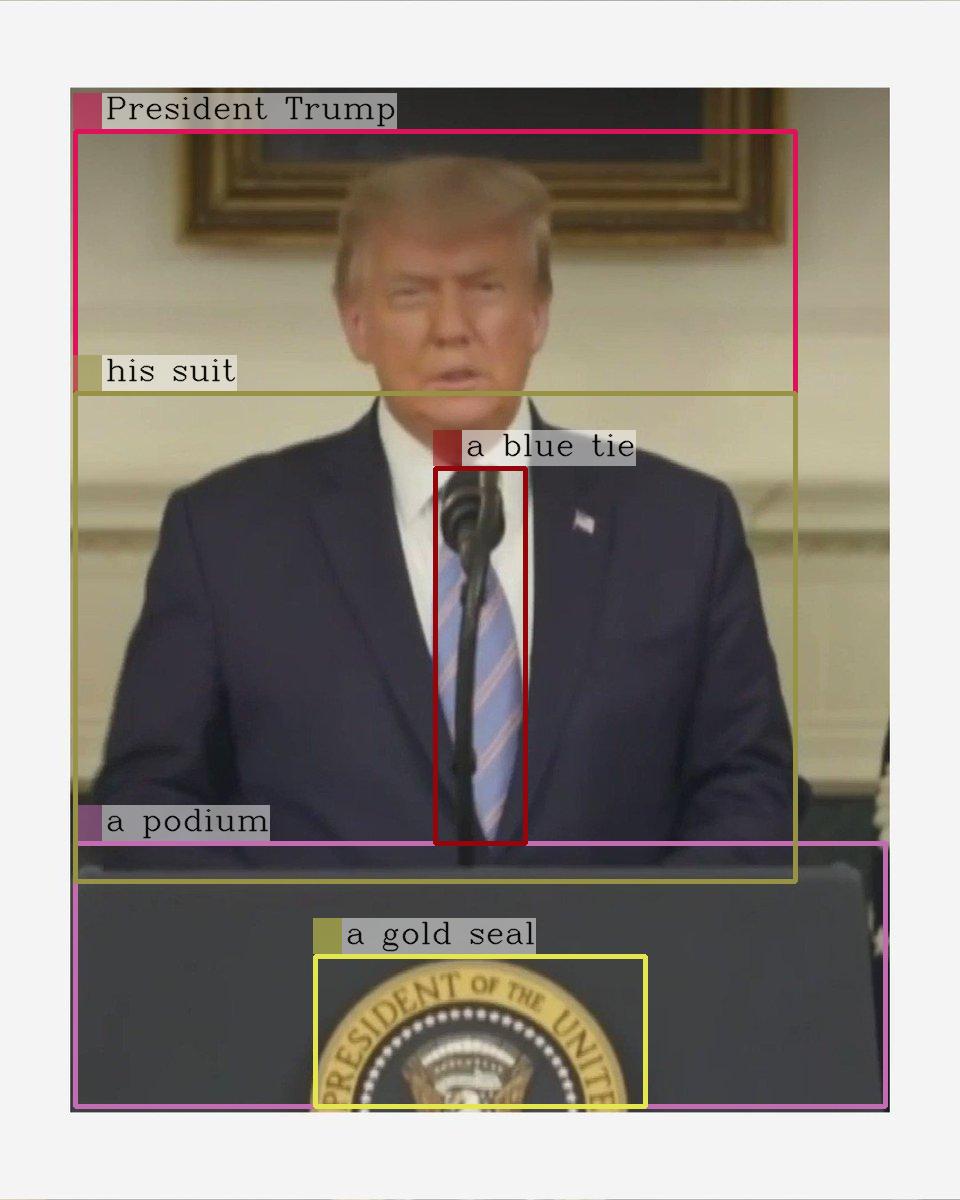 President Trump
his suit
a blue tie
a podium
a gold seal
PRESIDENT OF THE UNITE